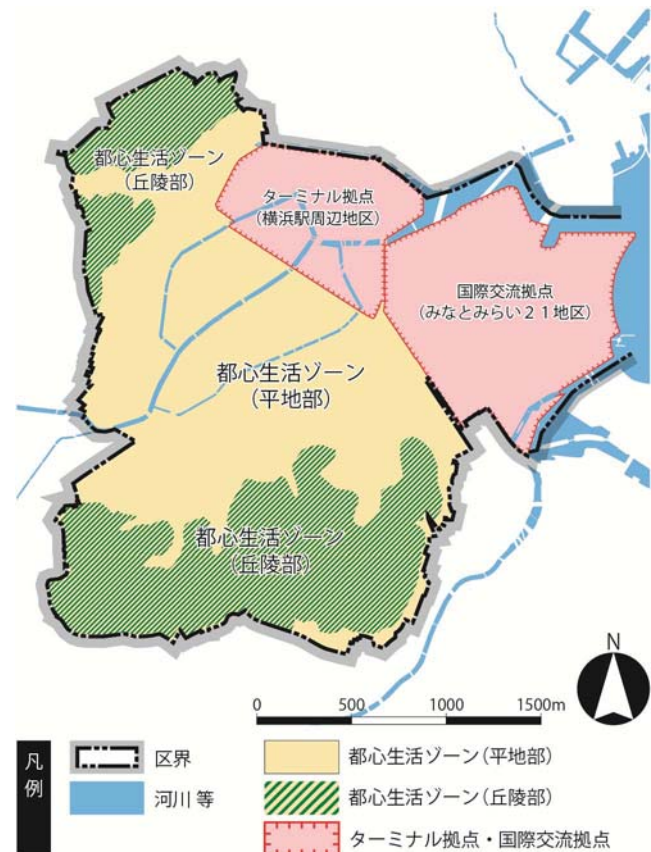 都心生活ゾーン
(丘陵部)
ターミナル拠点
(横浜駅周辺地区)
国際交流拠点
(みなとみらい21地区)
都心生活ゾーン
(平地部)
都心生活ゾーン
(丘陵部)
N
0 500 1000 1500m
凡例
区界
河川 等
都心生活ゾーン(平地部)
都心生活ゾーン(丘陵部)
ターミナル拠点・国際交流拠点